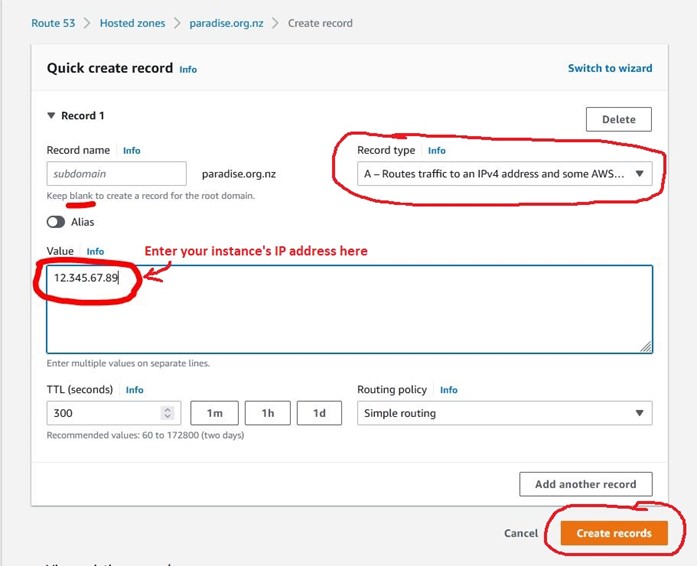 Route 53 > Hosted zones > paradise.org.nz > Create record
Quick create record Info
Switch to wizard
▼ Record 1
Delete
Record name Info
subdomain
paradise.org.nz
Keep blank to create a record for the root domain.
Record type Info
A – Routes traffic to an IPv4 address and some AWS...
Alias
Value Info
Enter your instance's IP address here
12.345.67.89
Enter multiple values on separate lines.
TTL (seconds) Info
300
1m
1h
1d
Recommended values: 60 to 172800 (two days)
Routing policy Info
Simple routing
Add another record
Cancel
Create records